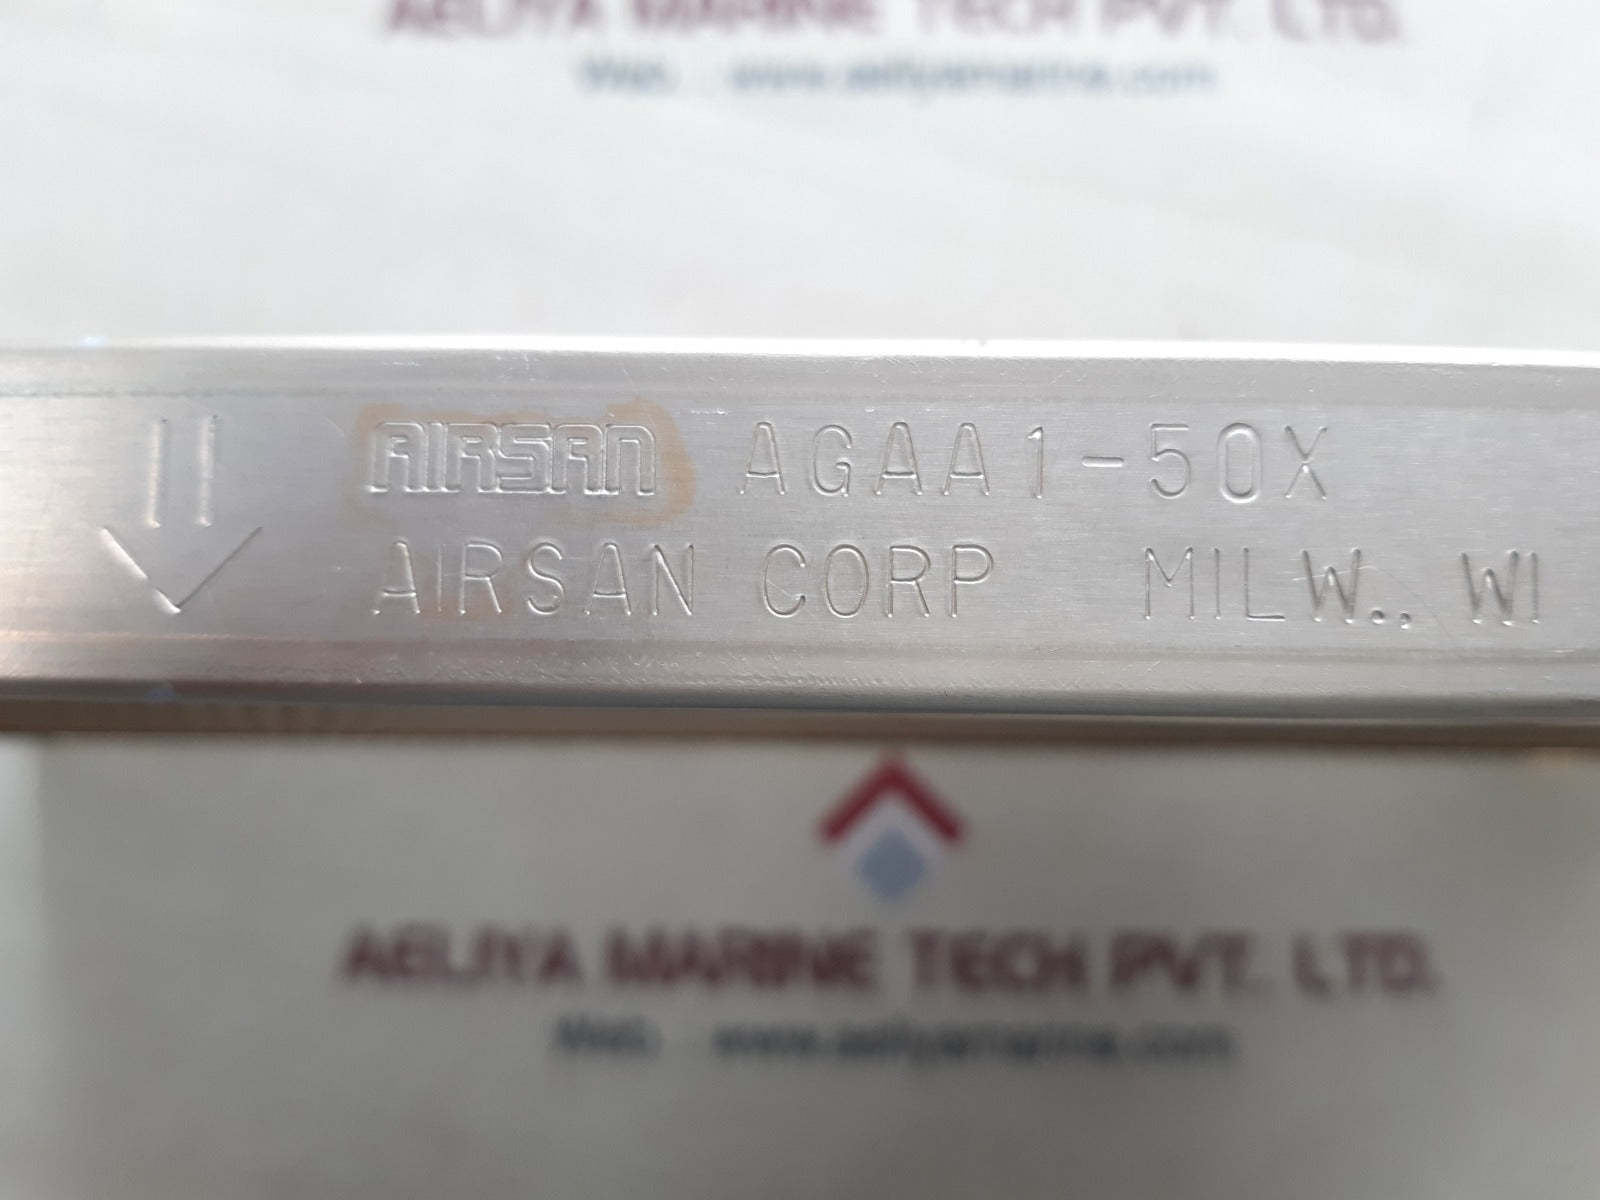 AELIYA MARINE TECH PVT. LTD.
Web. : www.aeliyamarine.com
AIRSAN AGAA1-50X
AIRSAN CORP MILW., WI
AELIYA MARINE TECH PVT. LTD.
Web. : www.aeliyamarine.com